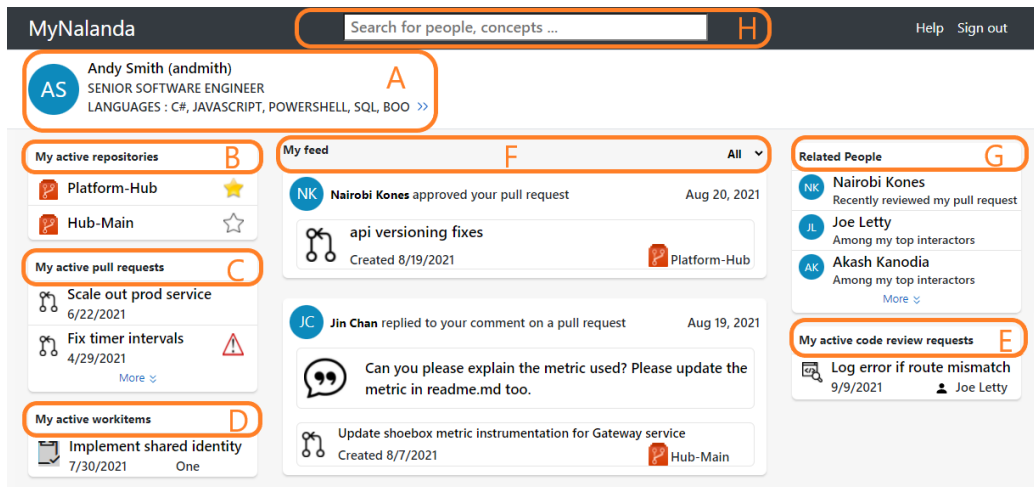 MyNalanda
Search for people, concepts ...
H
Help
Sign out
AS
Andy Smith (andmith)
SENIOR SOFTWARE ENGINEER
LANGUAGES : C#, JAVASCRIPT, POWERSHELL, SQL, BOO >>
A
My active repositories
B
Platform-Hub
Hub-Main
My active pull requests
C
Scale out prod service
6/22/2021
Fix timer intervals
4/29/2021
More
My active workitems
D
Implement shared identity
7/30/2021
One
My feed
F
All
NK
Nairobi Kones approved your pull request
Aug 20, 2021
api versioning fixes
Created 8/19/2021
Platform-Hub
JC
Jin Chan replied to your comment on a pull request
Aug 19, 2021
Can you please explain the metric used? Please update the
metric in readme.md too.
Update shoebox metric instrumentation for Gateway service
Created 8/7/2021
Hub-Main
Related People
G
NK
Nairobi Kones
Recently reviewed my pull request
JL
Joe Letty
Among my top interactors
AK
Akash Kanodia
Among my top interactors
More
My active code review requests
E
Log error if route mismatch
9/9/2021
Joe Letty